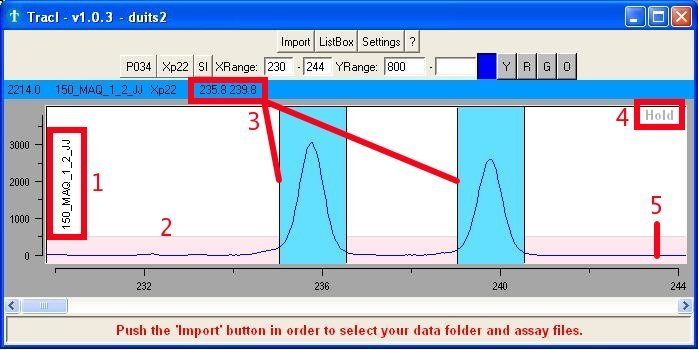 TracI - v1.0.3 - duits2
Import ListBox Settings ?
P034 Xp22 SI XRange: 230 - 244 YRange: 800 - Y R G O
2214.0 150_MAQ_1_2_JJ Xp22 235.8 239.8
3 4 Hold
3000
150_MAQ_1_2_JJ 1
2000
5
1000 2
0
232 236 240 244
Push the 'Import' button in order to select your data folder and assay files.